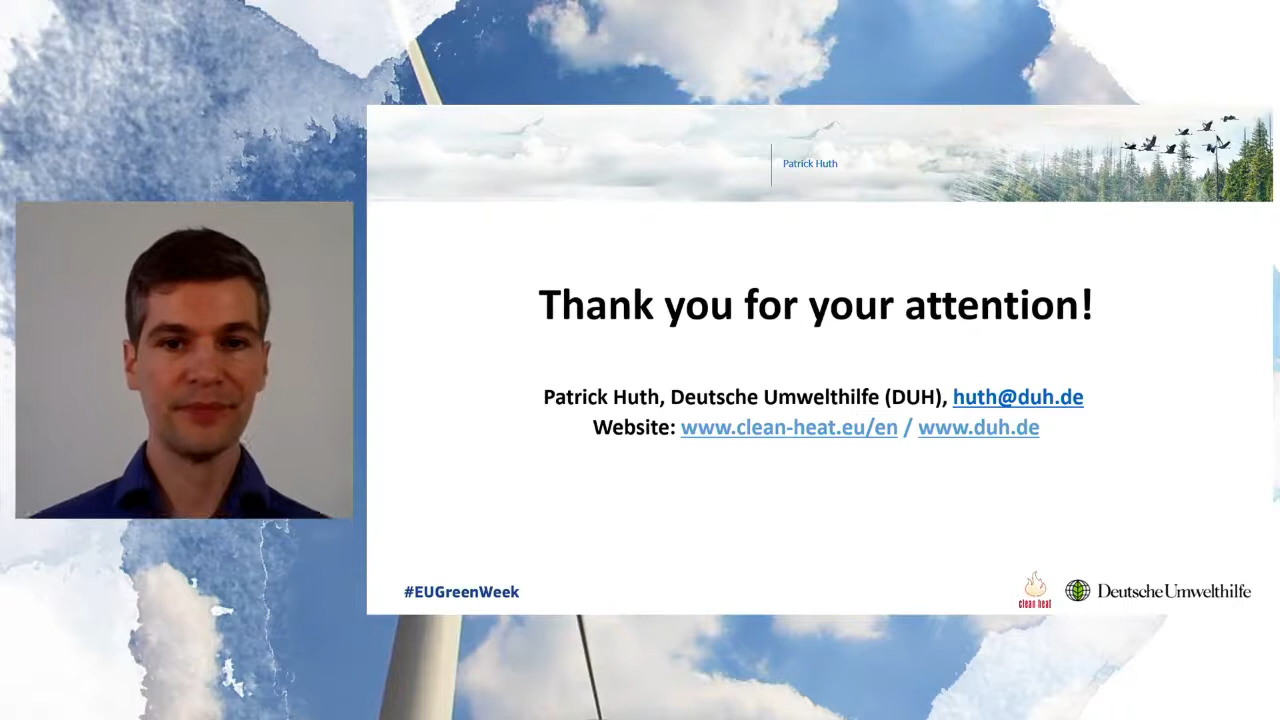 Patrick Huth
Thank you for your attention!
Patrick Huth, Deutsche Umwelthilfe (DUH), huth@duh.de
Website: www.clean-heat.eu/en / www.duh.de
#EUGreenWeek
clean heat
Deutsche Umwelthilfe